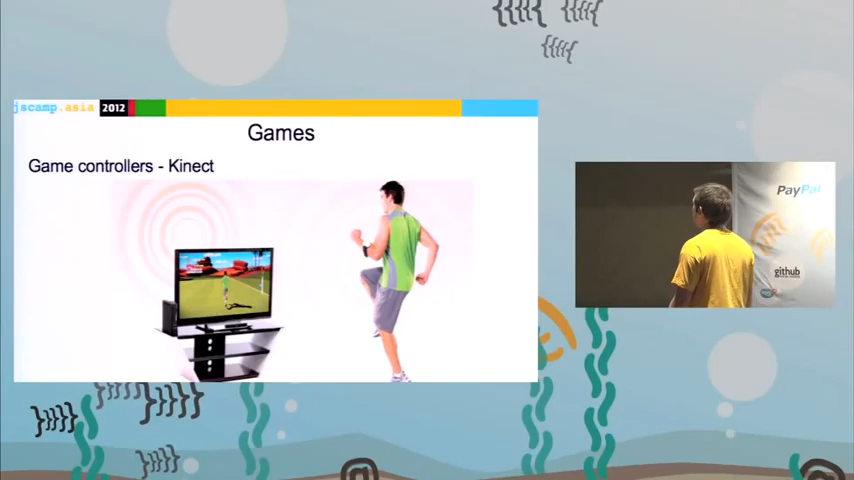 jscamp.asia 2012
Games
Game controllers - Kinect
PayPal
github